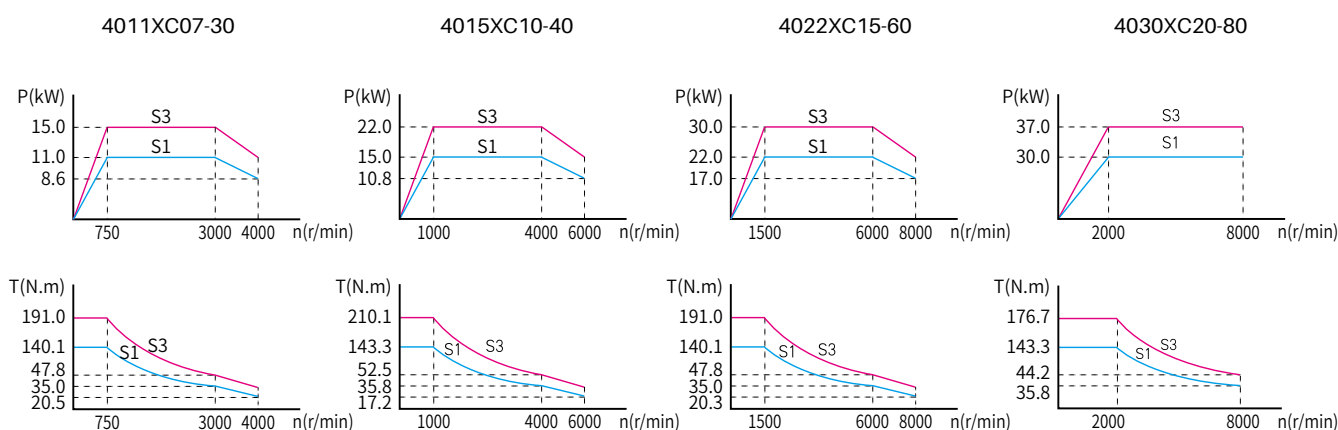 4011XC07-30
4015XC10-40
4022XC15-60
4030XC20-80
P(kW)
15.0
11.0
8.6
S3
S1
750
3000
4000
n(r/min)
P(kW)
22.0
15.0
10.8
S3
S1
1000
4000
6000
n(r/min)
P(kW)
30.0
22.0
17.0
S3
S1
1500
6000
8000
n(r/min)
P(kW)
37.0
30.0
S3
S1
2000
8000
n(r/min)
T(N.m)
191.0
140.1
47.8
35.0
20.5
S1
S3
750
3000
4000
n(r/min)
T(N.m)
210.1
143.3
52.5
35.8
17.2
S1
S3
1000
4000
6000
n(r/min)
T(N.m)
191.0
140.1
47.8
35.0
20.3
S1
S3
1500
6000
8000
n(r/min)
T(N.m)
176.7
143.3
44.2
35.8
S1
S3
2000
8000
n(r/min)